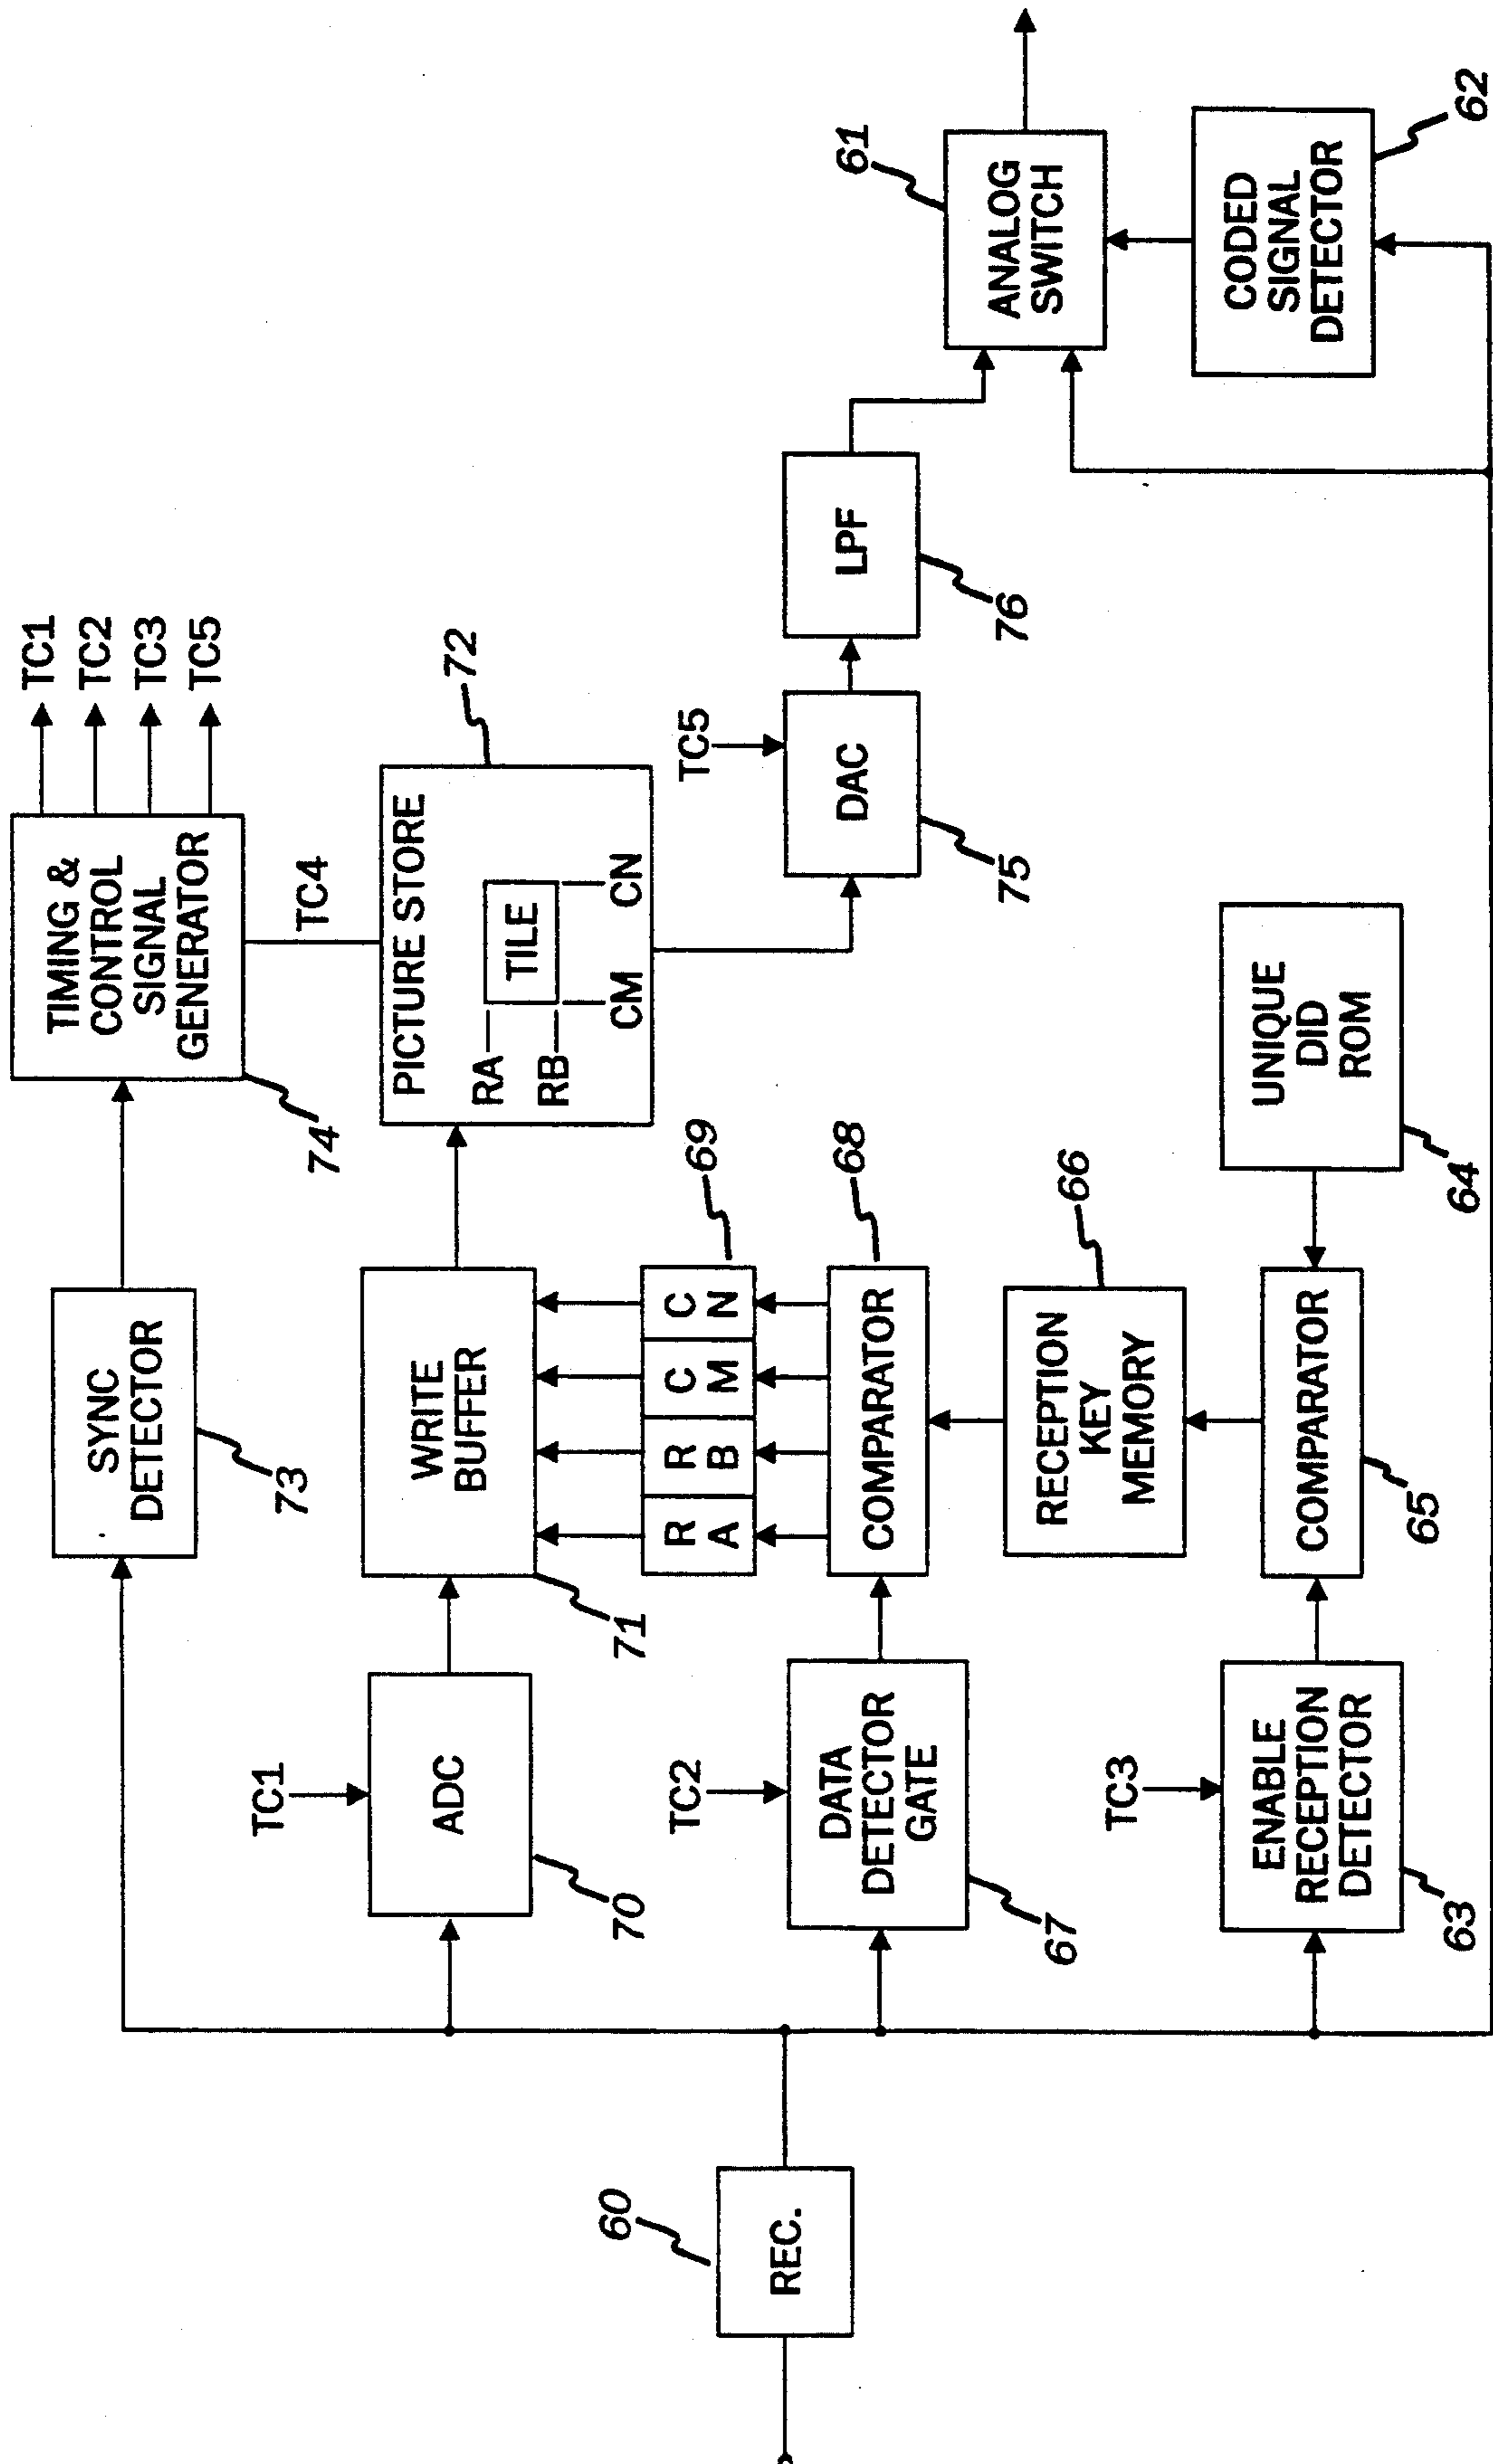 TC1
TC2
TC3
TC5
TIMING &
CONTROL
SIGNAL
GENERATOR
74
SYNC
DETECTOR
73
TC4
PICTURE STORE
72
RA
RB
TILE
CM
CN
WRITE
BUFFER
71
TC1
ADC
70
R
A
R
B
C
M
C
N
69
TC5
DAC
75
LPF
76
61
ANALOG
SWITCH
TC2
DATA
DETECTOR
GATE
67
COMPARATOR
68
RECEPTION
KEY
MEMORY
66
60
REC.
TC3
ENABLE
RECEPTION
DETECTOR
63
COMPARATOR
65
UNIQUE
DID
ROM
64
CODED
SIGNAL
DETECTOR
62